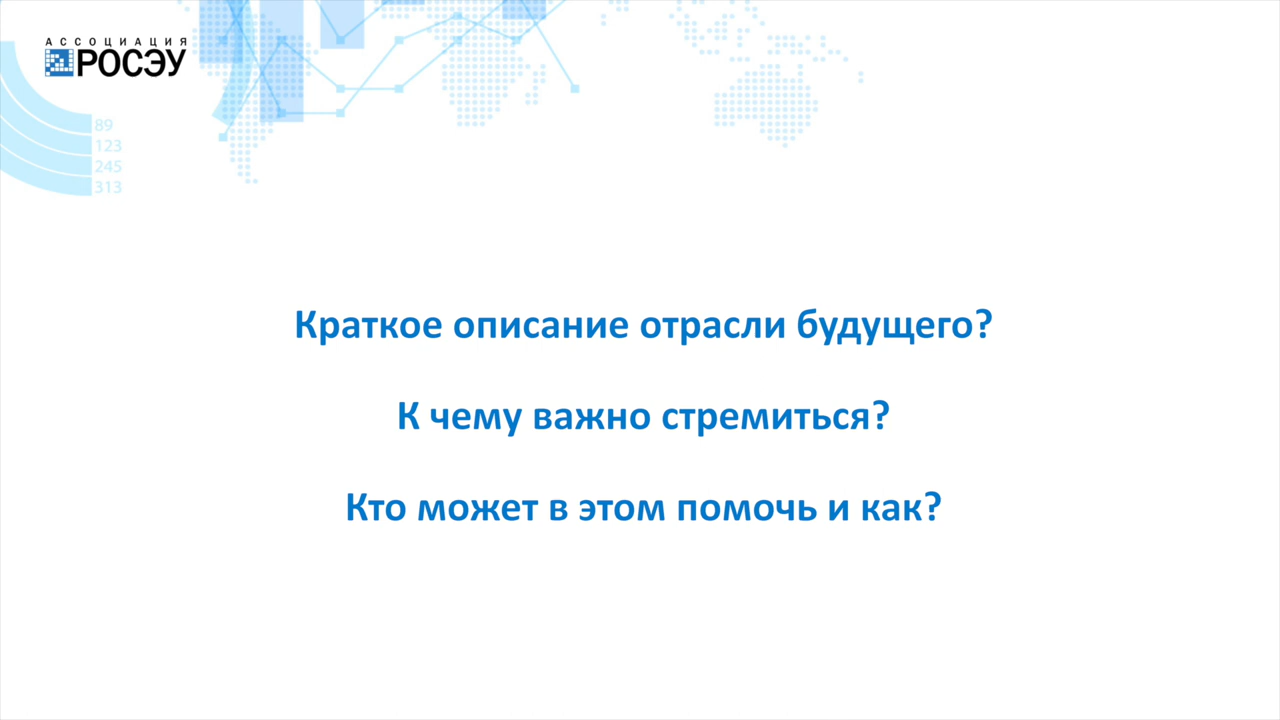 АССОЦИАЦИЯ
РОСЭУ
89
123
245
313
Краткое описание отрасли будущего?
К чему важно стремиться?
Кто может в этом помочь и как?